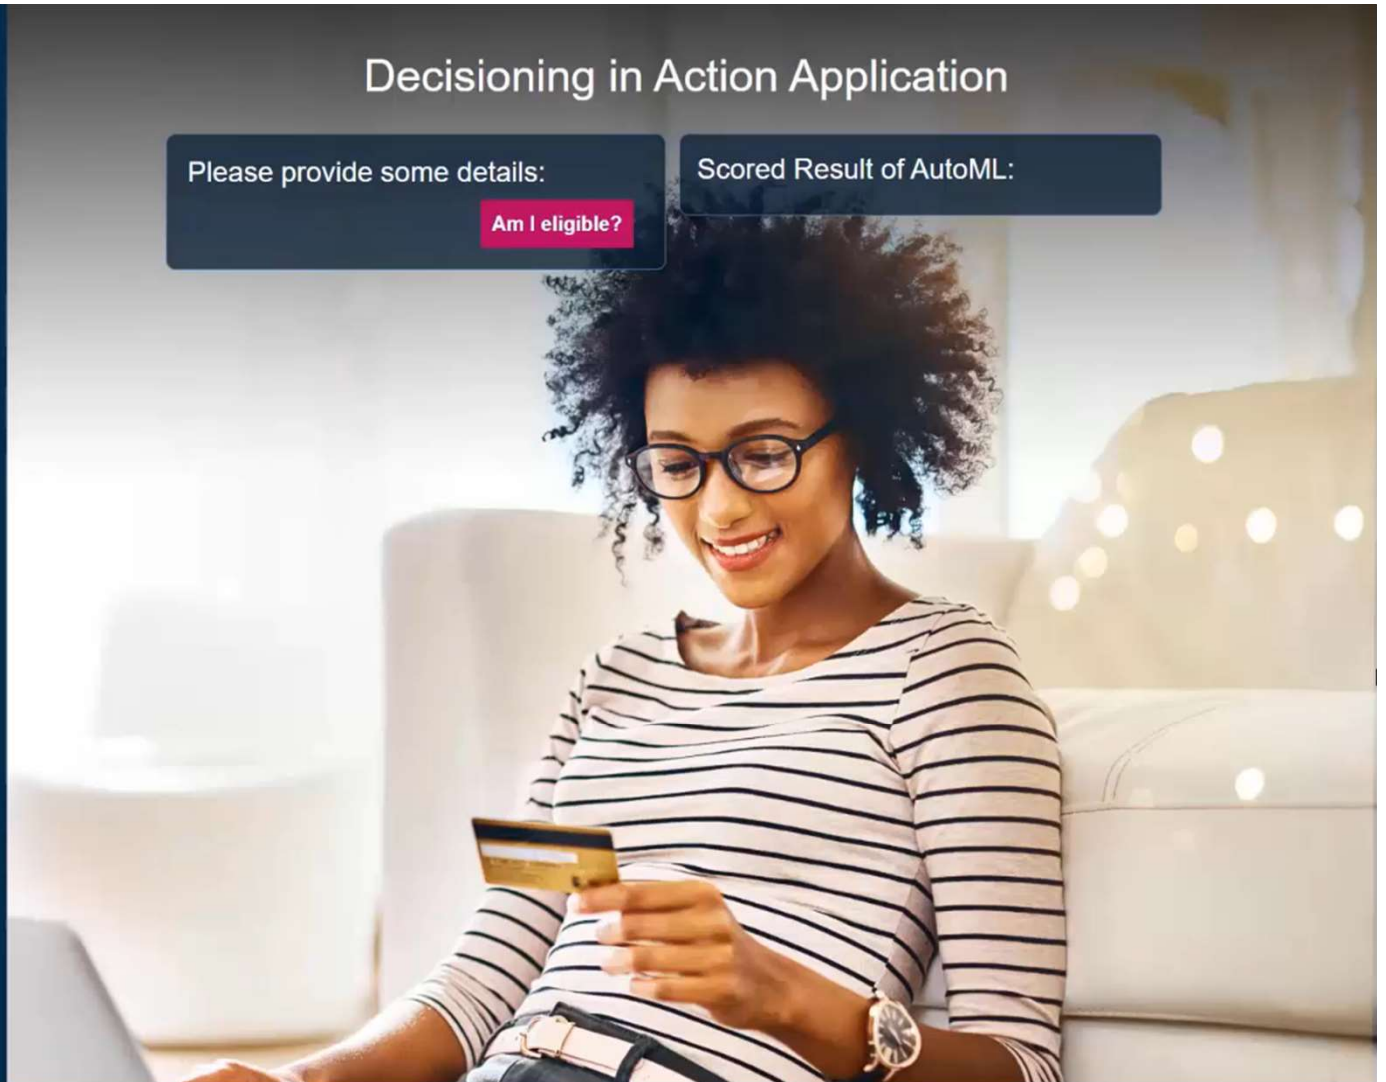 Decisioning in Action Application
Please provide some details:
Am I eligible?
Scored Result of AutoML: